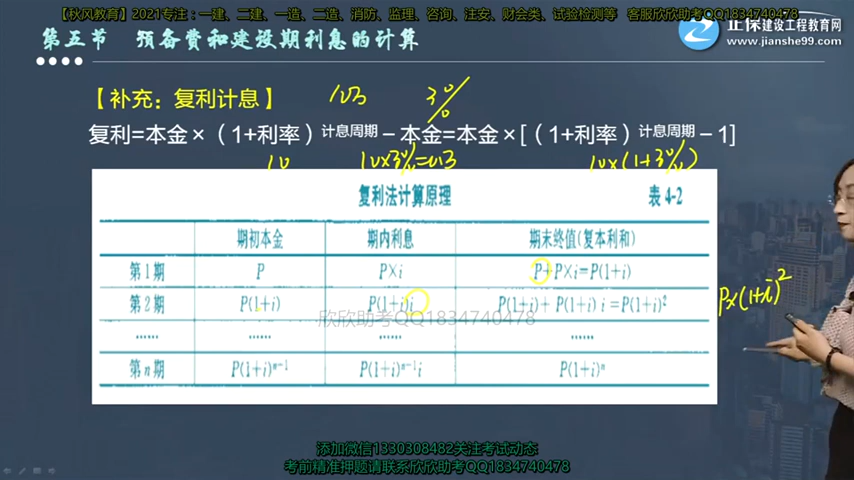 【秋风教育】2021专注：一建、二建、一造、二造、消防、监理、咨询、注安、财会类、试验检测等 客服欣欣助考QQ1834740478
第五节 预备费和建设期利息的计算
正保建设工程教育网
www.jianshe99.com
【补充：复利计息】
3%
复利=本金×（1+利率）计息周期-本金=本金×[（1+利率）计息周期-1]
10 10×3%=0.3 10×(1+3%)
复利法计算原理 表 4-2
期初本金 期内利息 期末终值(复本利和)
第1期 P P×i P+P×i=P(1+i)
第2期 P(1+i) P(1+i)i P(1+i)+P(1+i)i=P(1+i)²
P×(1+i)²
欣欣助考QQ1834740478
…… …… ……
第n期 P(1+i)ⁿ⁻¹ P(1+i)ⁿ⁻¹i P(1+i)ⁿ
添加微信1330308482关注考试动态
考前精准押题请联系欣欣助考QQ1834740478